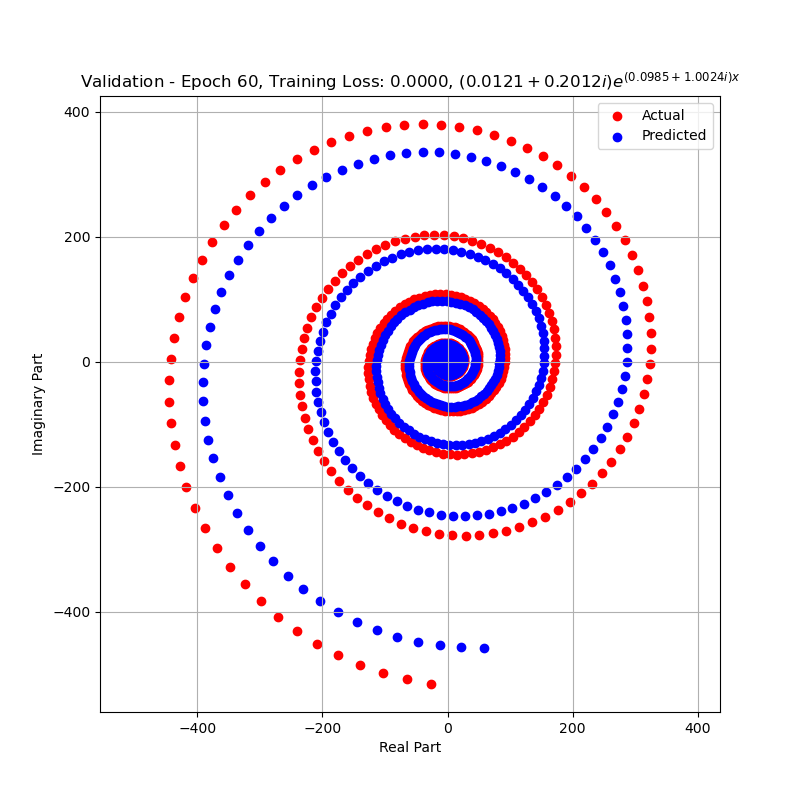 Validation - Epoch 60, Training Loss: 0.0000, (0.0121 + 0.2012i)e^(0.0985+1.0024i)x
Actual
Predicted
400
200
0
−200
−400
Imaginary Part
−400 −200 0 200 400
Real Part